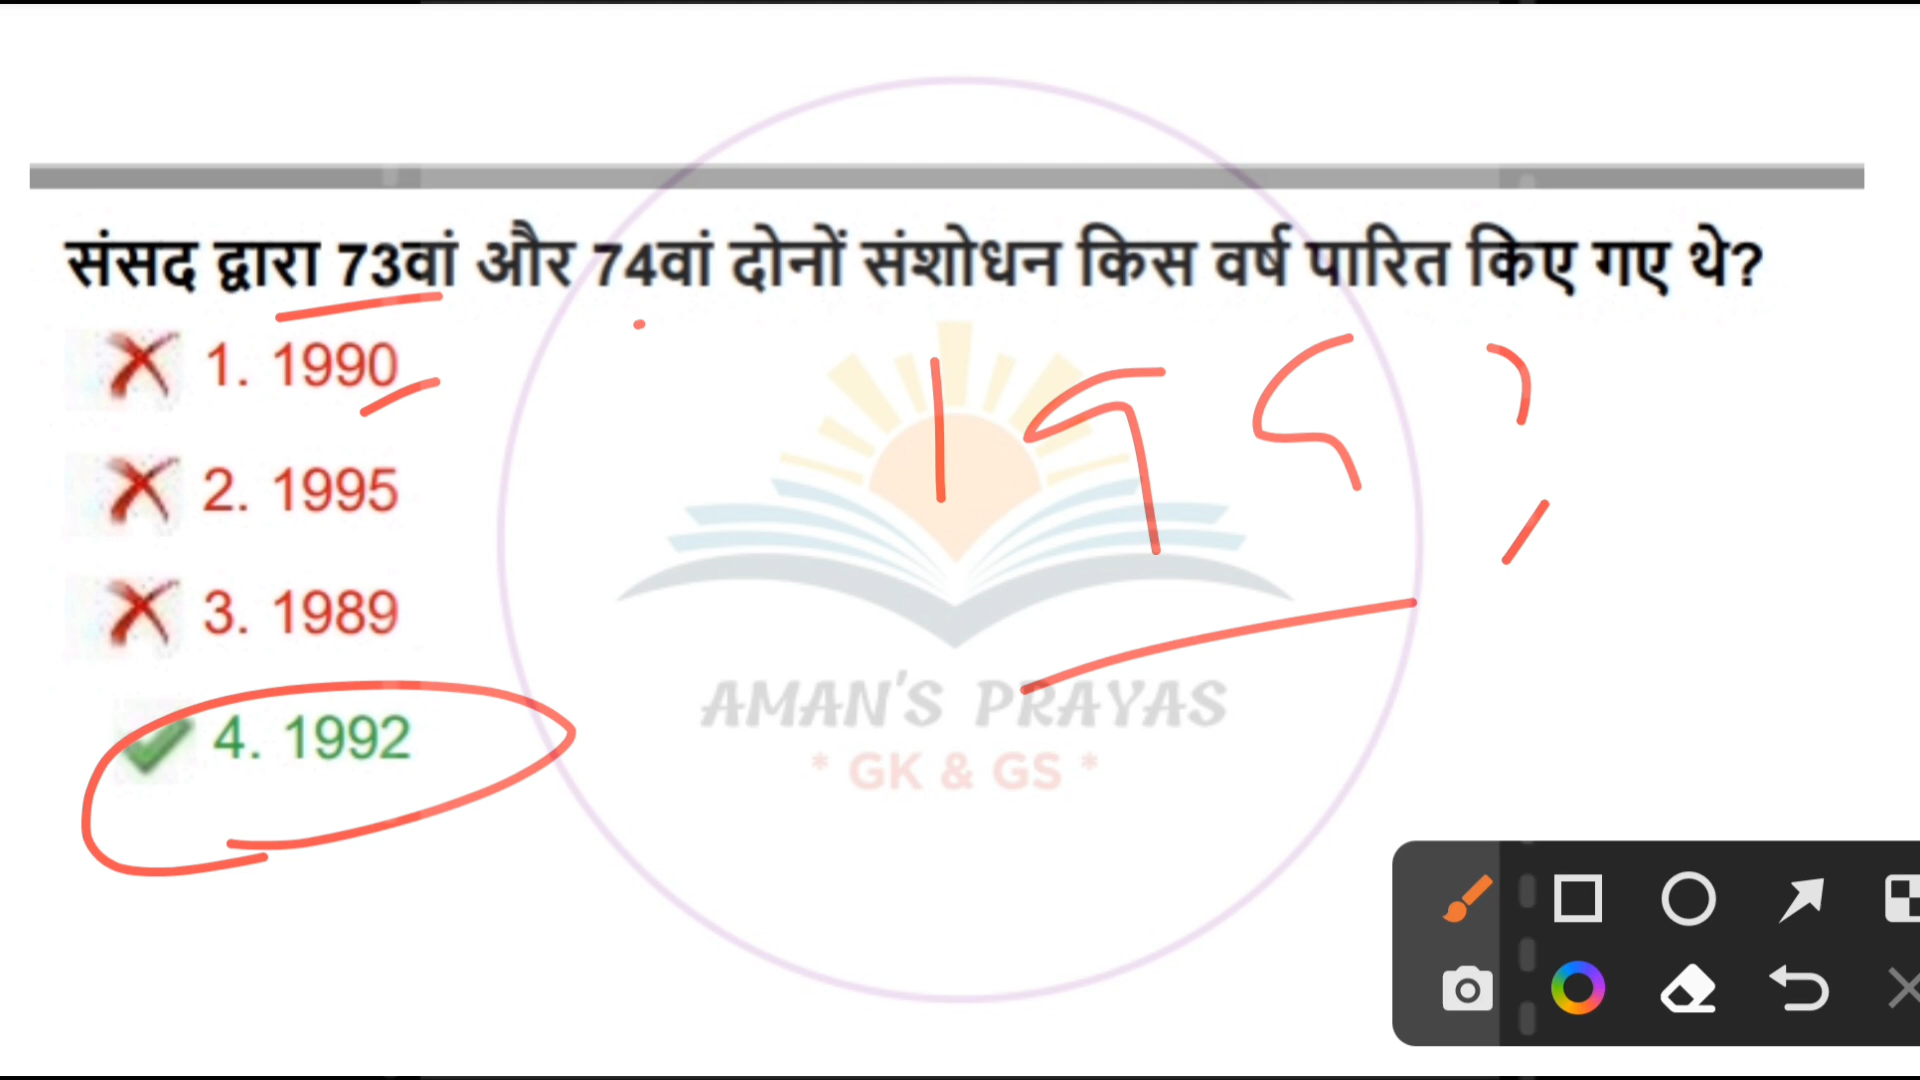 संसद द्वारा 73वां और 74वां दोनों संशोधन किस वर्ष पारित किए गए थे?
1. 1990
2. 1995
3. 1989
4. 1992
AMAN'S PRAYAS
* GK & GS *